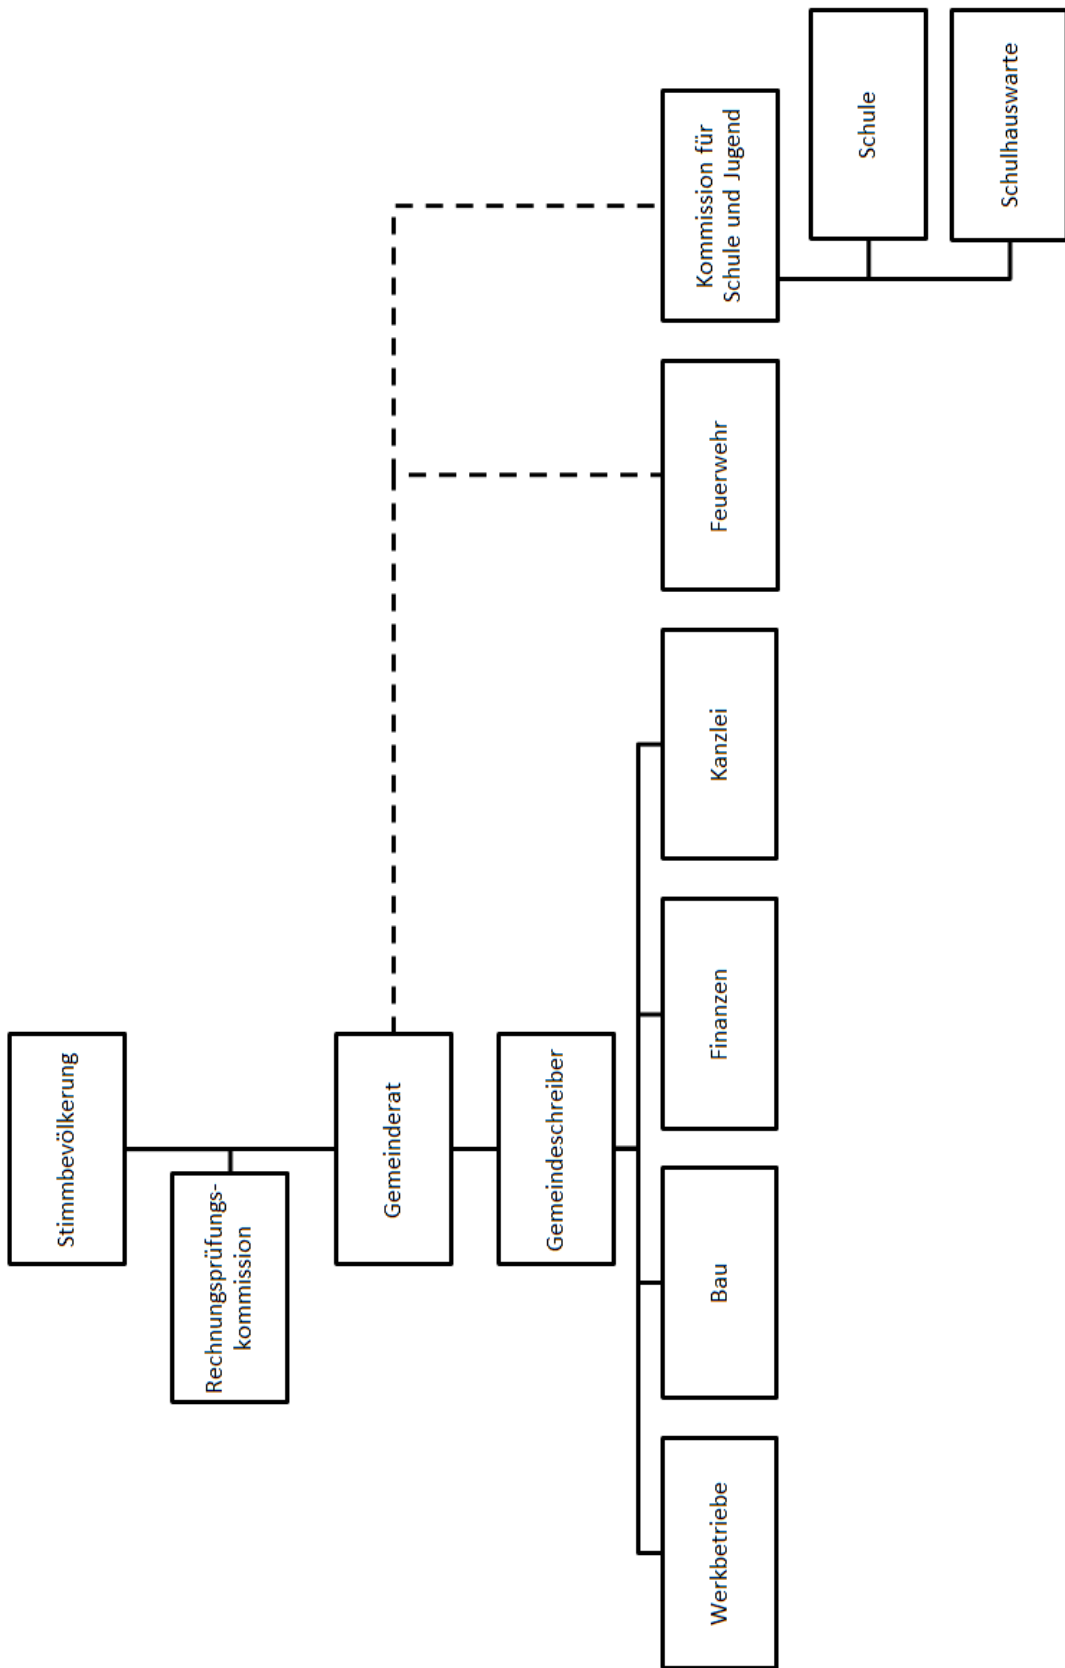 Stimmbevölkerung
Rechnungsprüfungs-
kommission
Gemeinderat
Gemeindeschreiber
Werkbetriebe
Bau
Finanzen
Kanzlei
Feuerwehr
Kommission für
Schule und Jugend
Schule
Schulhauswarte